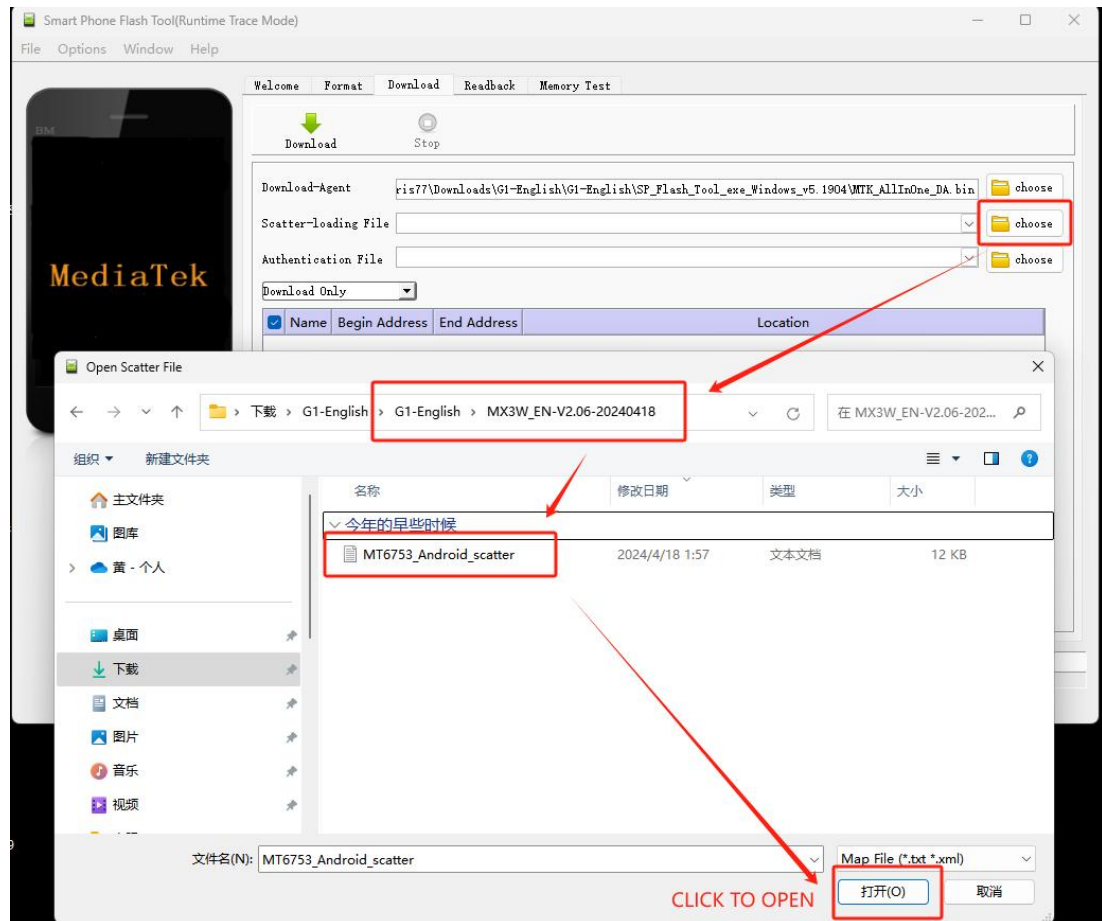 Smart Phone Flash Tool(Runtime Trace Mode)
File Options Window Help
Welcome Format Download Readback Memory Test
BM
Download Stop
Download-Agent ris77\Downloads\G1-English\G1-English\SP_Flash_Tool_exe_Windows_v5.1904\MTK_AllInOne_DA.bin choose
Scatter-loading File choose
Authentication File choose
MediaTek
Download Only
Name Begin Address End Address Location
Open Scatter File
下载 › G1-English › G1-English › MX3W_EN-V2.06-20240418 在 MX3W_EN-V2.06-202...
组织 新建文件夹
主文件夹
图库
黄 - 个人
桌面
下载
文档
图片
音乐
视频
名称 修改日期 类型 大小
今年的早些时候
MT6753_Android_scatter 2024/4/18 1:57 文本文档 12 KB
文件名(N): MT6753_Android_scatter Map File (*.txt *.xml)
CLICK TO OPEN 打开(O) 取消